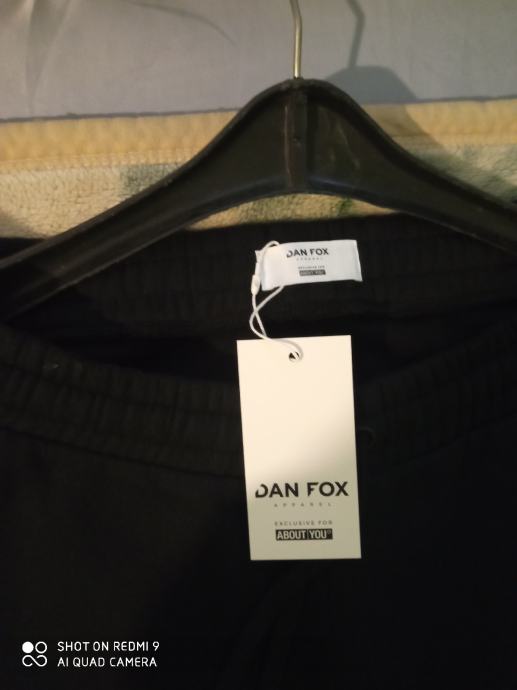 DAN FOX
APPAREL
EXCLUSIVE FOR
ABOUT YOU
DAN FOX
APPAREL
EXCLUSIVE FOR
ABOUT YOU
SHOT ON REDMI 9
AI QUAD CAMERA